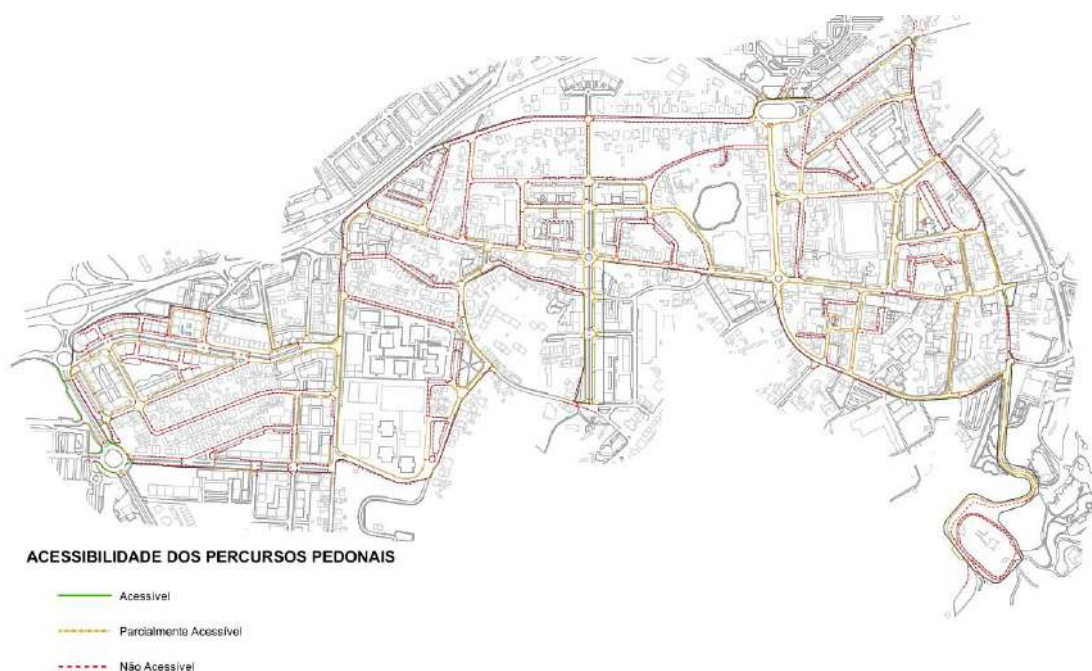 ACESSIBILIDADE DOS PERCURSOS PEDONAIS
Acessível
Parcialmente Acessível
Não Acessível